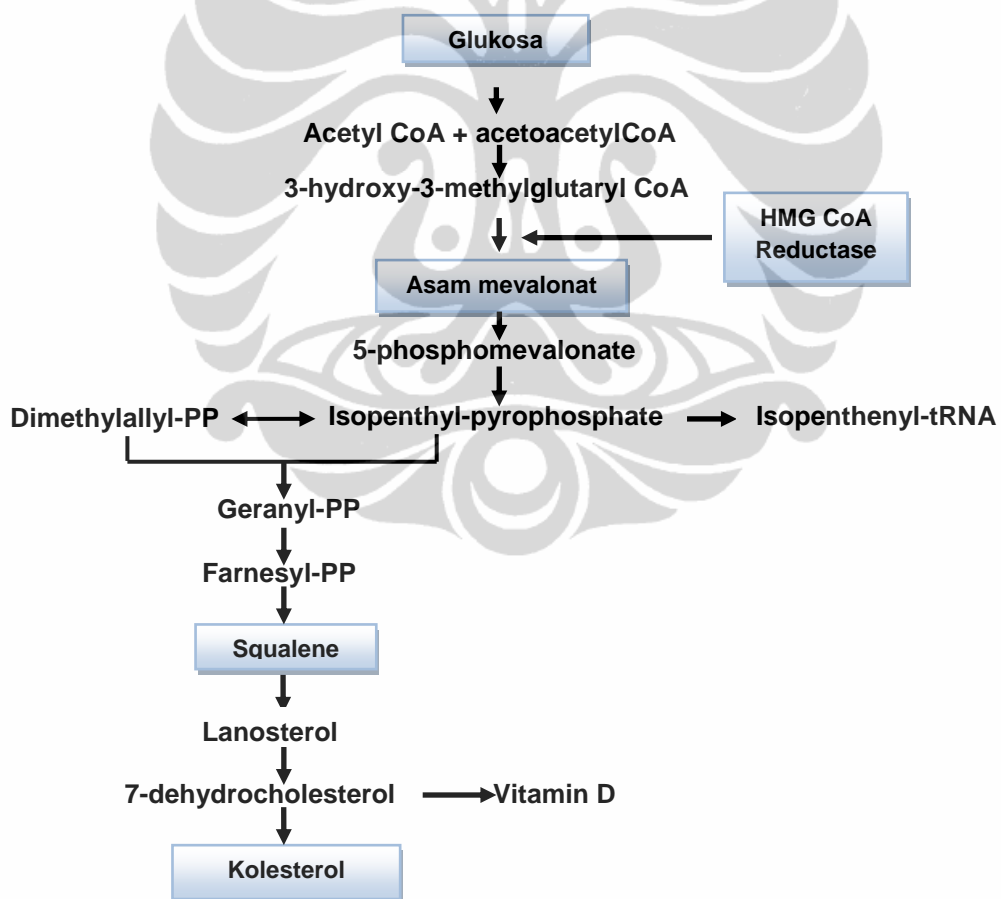 Glukosa
Acetyl CoA + acetoacetylCoA
3-hydroxy-3-methylglutaryl CoA
HMG CoA
Reductase
Asam mevalonat
5-phosphomevalonate
Dimethylallyl-PP Isopenthyl-pyrophosphate Isopenthenyl-tRNA
Geranyl-PP
Farnesyl-PP
Squalene
Lanosterol
7-dehydrocholesterol Vitamin D
Kolesterol